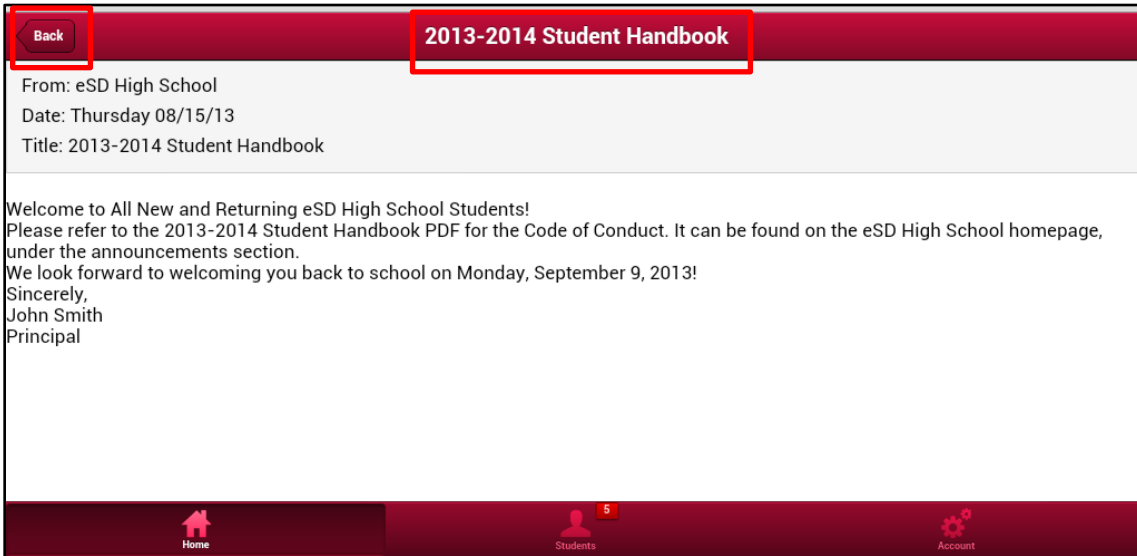 Back
2013-2014 Student Handbook
From: eSD High School
Date: Thursday 08/15/13
Title: 2013-2014 Student Handbook
Welcome to All New and Returning eSD High School Students!
Please refer to the 2013-2014 Student Handbook PDF for the Code of Conduct. It can be found on the eSD High School homepage,
under the announcements section.
We look forward to welcoming you back to school on Monday, September 9, 2013!
Sincerely,
John Smith
Principal
5
Home
Students
Account